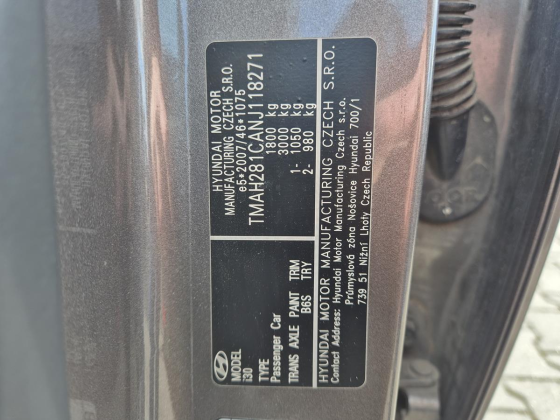 HYUNDAI MOTOR
MANUFACTURING CZECH S.R.O.
e5*2007/46*1075
TMAH281CANJ118271
1800 kg
3000 kg
1- 1050 kg
2- 980 kg
MODEL
i30
TYPE
Passenger Car
TRANS AXLE PAINT TRIM
B6S TRY
HYUNDAI MOTOR MANUFACTURING CZECH S.R.O.
Contact Address: Hyundai Motor Manufacturing Czech s.r.o.
Průmyslová zóna Nošovice Hyundai 700/1
739 51 Nižní Lhoty Czech Republic